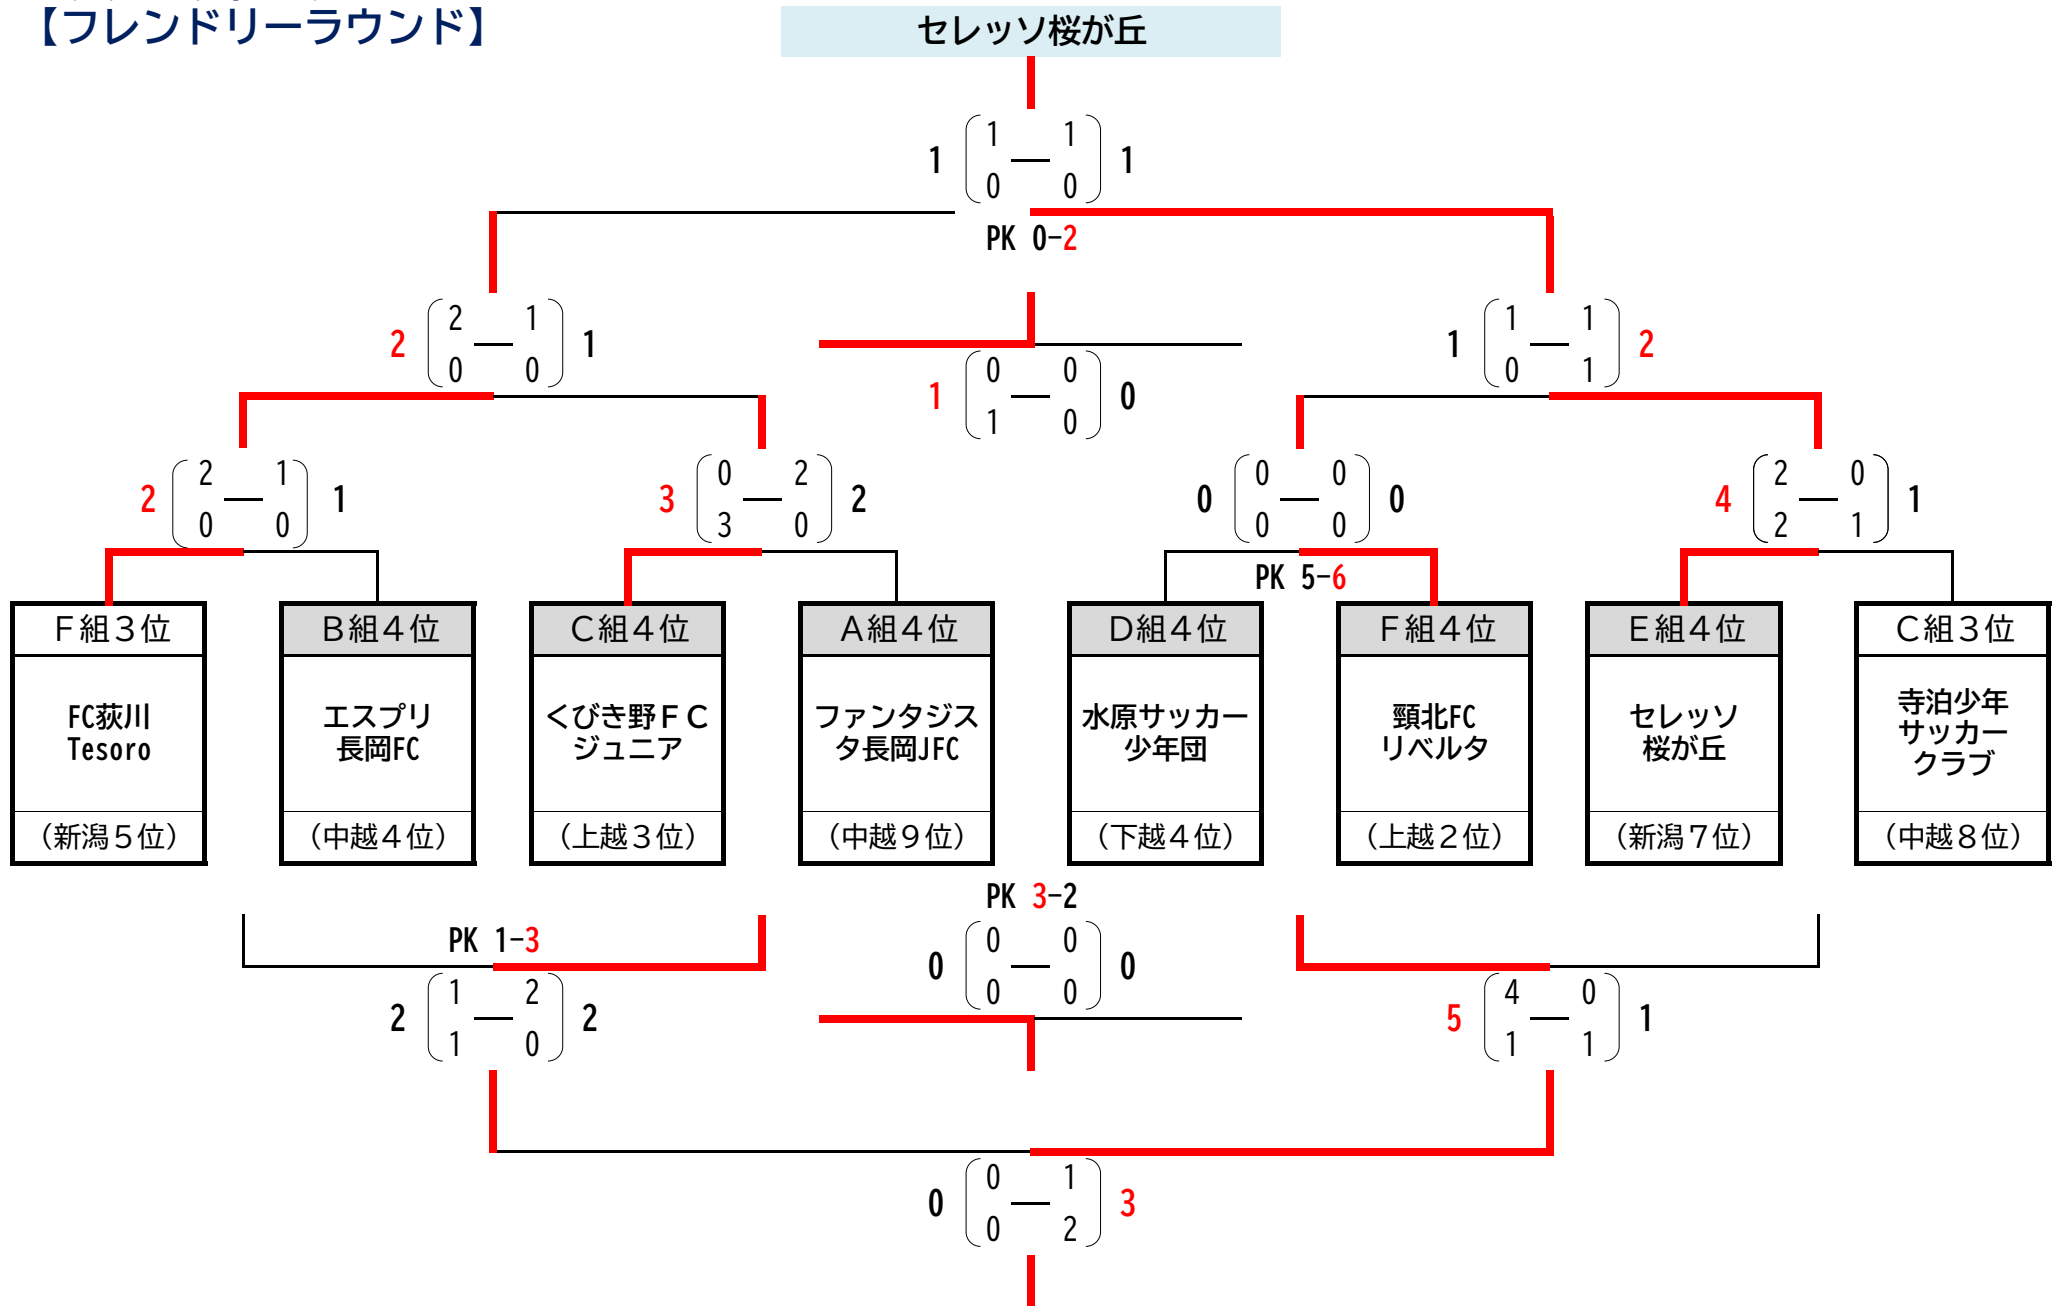 【フレンドリーラウンド】
セレッソ桜が丘
1 1 1 1
0 0
PK 0-2
2 2 1 1
0 0
1 1 1 2
0 1
0 0
1 0
1 0
2 2 1 1
0 0
3 0 2 2
3 0
0 0 0 0
0 0
4 2 0 1
2 1
PK 5-6
F組3位 B組4位 C組4位 A組4位 D組4位 F組4位 E組4位 C組3位
FC荻川
Tesoro
エスプリ
長岡FC
くびき野FC
ジュニア
ファンタジス
タ長岡JFC
水原サッカー
少年団
頸北FC
リベルタ
セレッソ
桜が丘
寺泊少年
サッカー
クラブ
(新潟5位) (中越4位) (上越3位) (中越9位) (下越4位) (上越2位) (新潟7位) (中越8位)
PK 3-2
0 0 0 0
0 0
PK 1-3
2 1 2 2
1 0
5 4 0 1
1 1
0 0 1 3
0 2